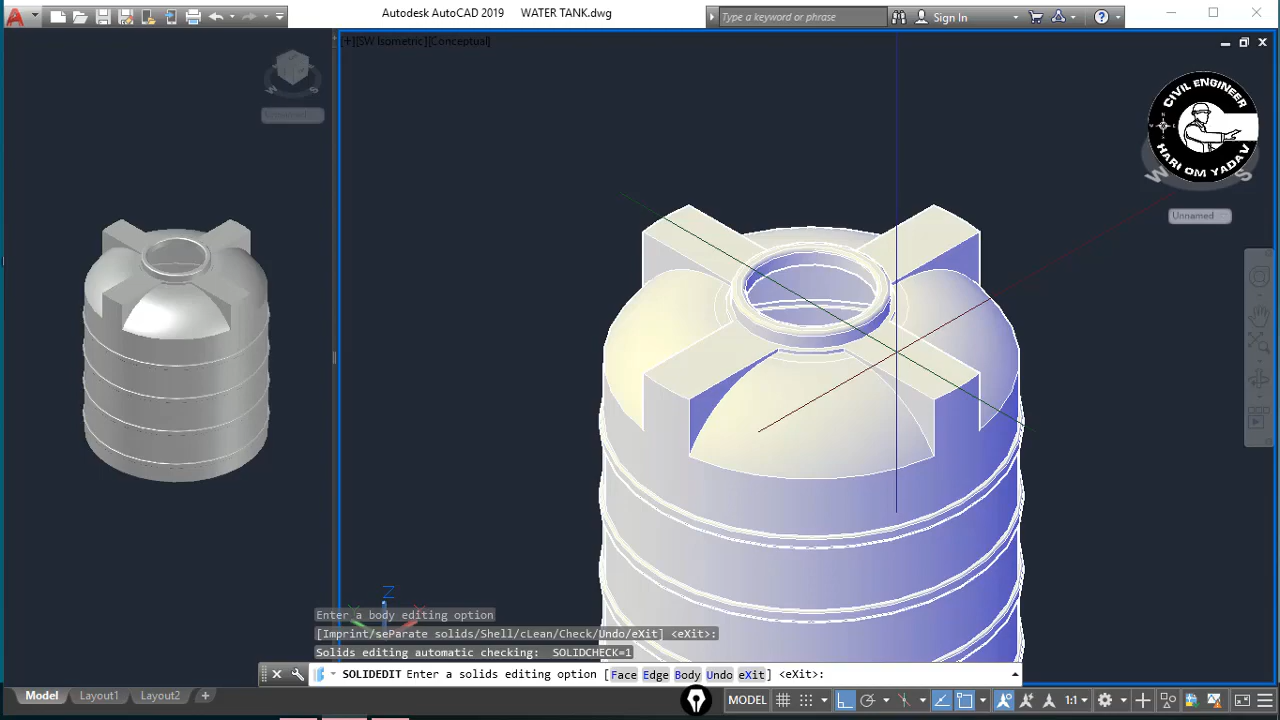 Autodesk AutoCAD 2019 WATER TANK.dwg
Type a keyword or phrase
Sign In
[+][SW Isometric][Conceptual]
CIVIL ENGINEER
HARI OM YADAV
W S
W S
Unnamed
Z
Enter a body editing option
[Imprint/seParate solids/Shell/cLean/Check/Undo/eXit] <eXit>:
Solids editing automatic checking: SOLIDCHECK=1
SOLIDEDIT Enter a solids editing option [Face Edge Body Undo eXit] <eXit>:
Model Layout1 Layout2 +
MODEL
1:1